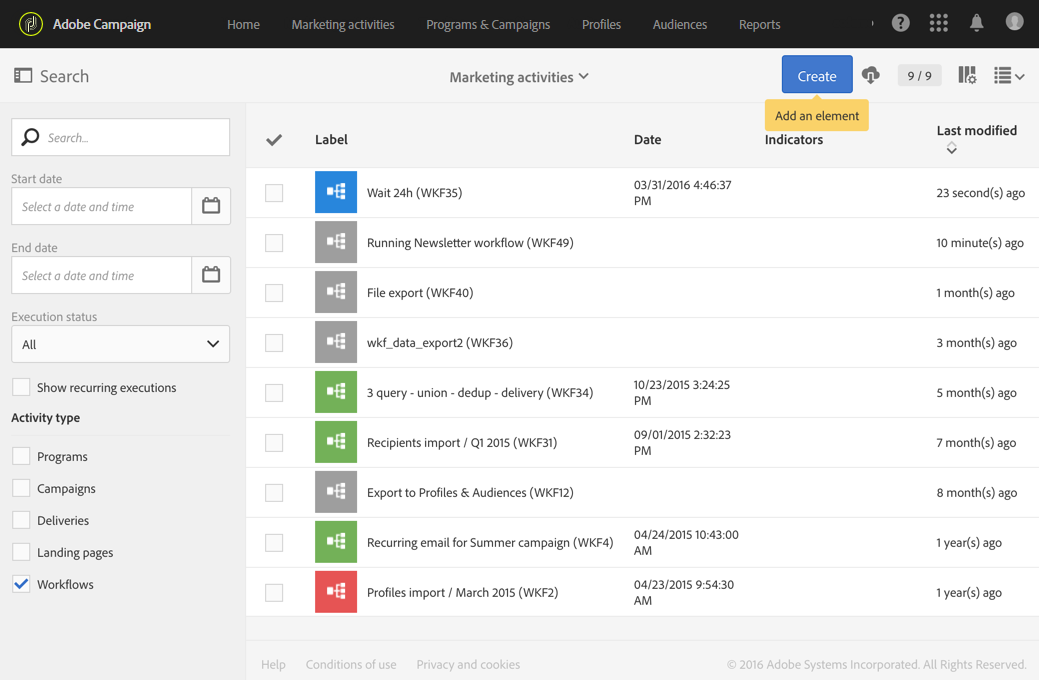 Adobe Campaign Home Marketing activities Programs & Campaigns Profiles Audiences Reports
Search Marketing activities Create 9 / 9
Add an element
Search...
Start date
Select a date and time
End date
Select a date and time
Execution status
All
Show recurring executions
Activity type
Programs
Campaigns
Deliveries
Landing pages
Workflows
Label Date Indicators Last modified
Wait 24h (WKF35) 03/31/2016 4:46:37 PM 23 second(s) ago
Running Newsletter workflow (WKF49) 10 minute(s) ago
File export (WKF40) 1 month(s) ago
wkf_data_export2 (WKF36) 3 month(s) ago
3 query - union - dedup - delivery (WKF34) 10/23/2015 3:24:25 PM 5 month(s) ago
Recipients import / Q1 2015 (WKF31) 09/01/2015 2:32:23 PM 7 month(s) ago
Export to Profiles & Audiences (WKF12) 8 month(s) ago
Recurring email for Summer campaign (WKF4) 04/24/2015 10:43:00 AM 1 year(s) ago
Profiles import / March 2015 (WKF2) 04/23/2015 9:54:30 AM 1 year(s) ago
Help Conditions of use Privacy and cookies © 2016 Adobe Systems Incorporated. All Rights Reserved.